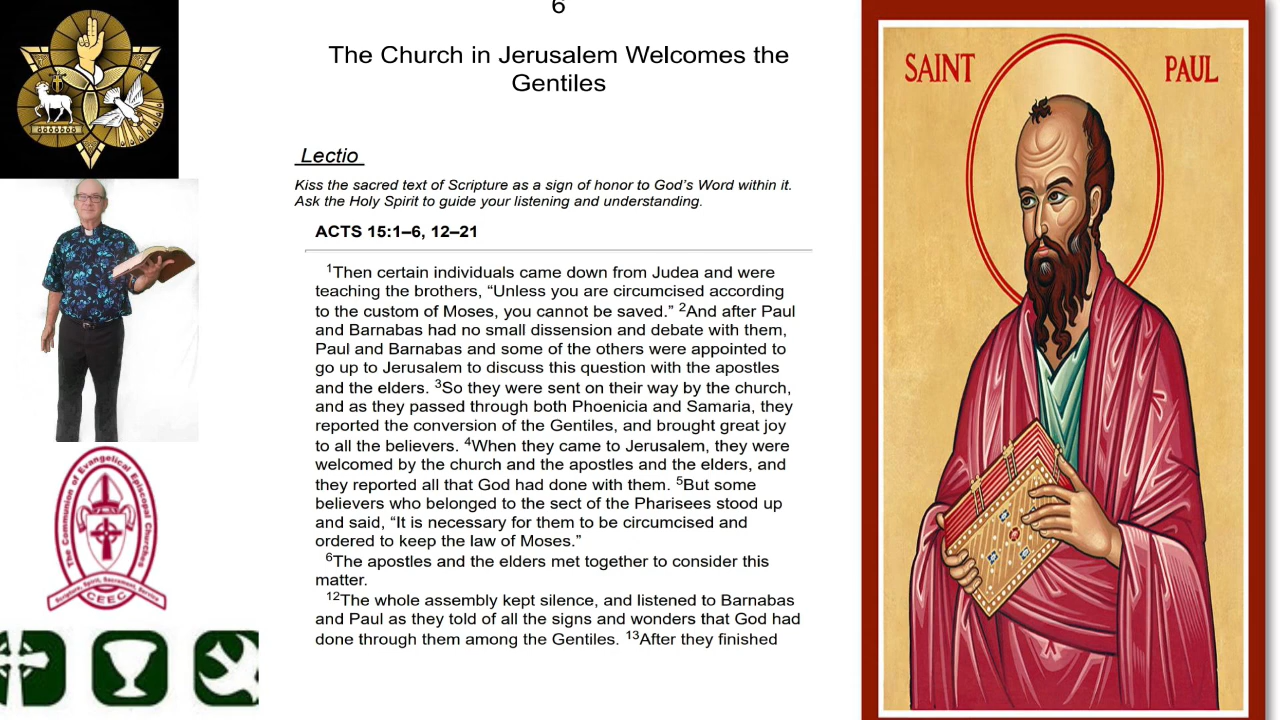 6
The Church in Jerusalem Welcomes the
Gentiles
Lectio
Kiss the sacred text of Scripture as a sign of honor to God’s Word within it.
Ask the Holy Spirit to guide your listening and understanding.
ACTS 15:1–6, 12–21
1Then certain individuals came down from Judea and were
teaching the brothers, “Unless you are circumcised according
to the custom of Moses, you cannot be saved.” 2And after Paul
and Barnabas had no small dissension and debate with them,
Paul and Barnabas and some of the others were appointed to
go up to Jerusalem to discuss this question with the apostles
and the elders. 3So they were sent on their way by the church,
and as they passed through both Phoenicia and Samaria, they
reported the conversion of the Gentiles, and brought great joy
to all the believers. 4When they came to Jerusalem, they were
welcomed by the church and the apostles and the elders, and
they reported all that God had done with them. 5But some
believers who belonged to the sect of the Pharisees stood up
and said, “It is necessary for them to be circumcised and
ordered to keep the law of Moses.”
6The apostles and the elders met together to consider this
matter.
12The whole assembly kept silence, and listened to Barnabas
and Paul as they told of all the signs and wonders that God had
done through them among the Gentiles. 13After they finished
The Communion of Evangelical Episcopal Churches
Scripture, Spirit, Sacrament, Service
CEEC
SAINT PAUL